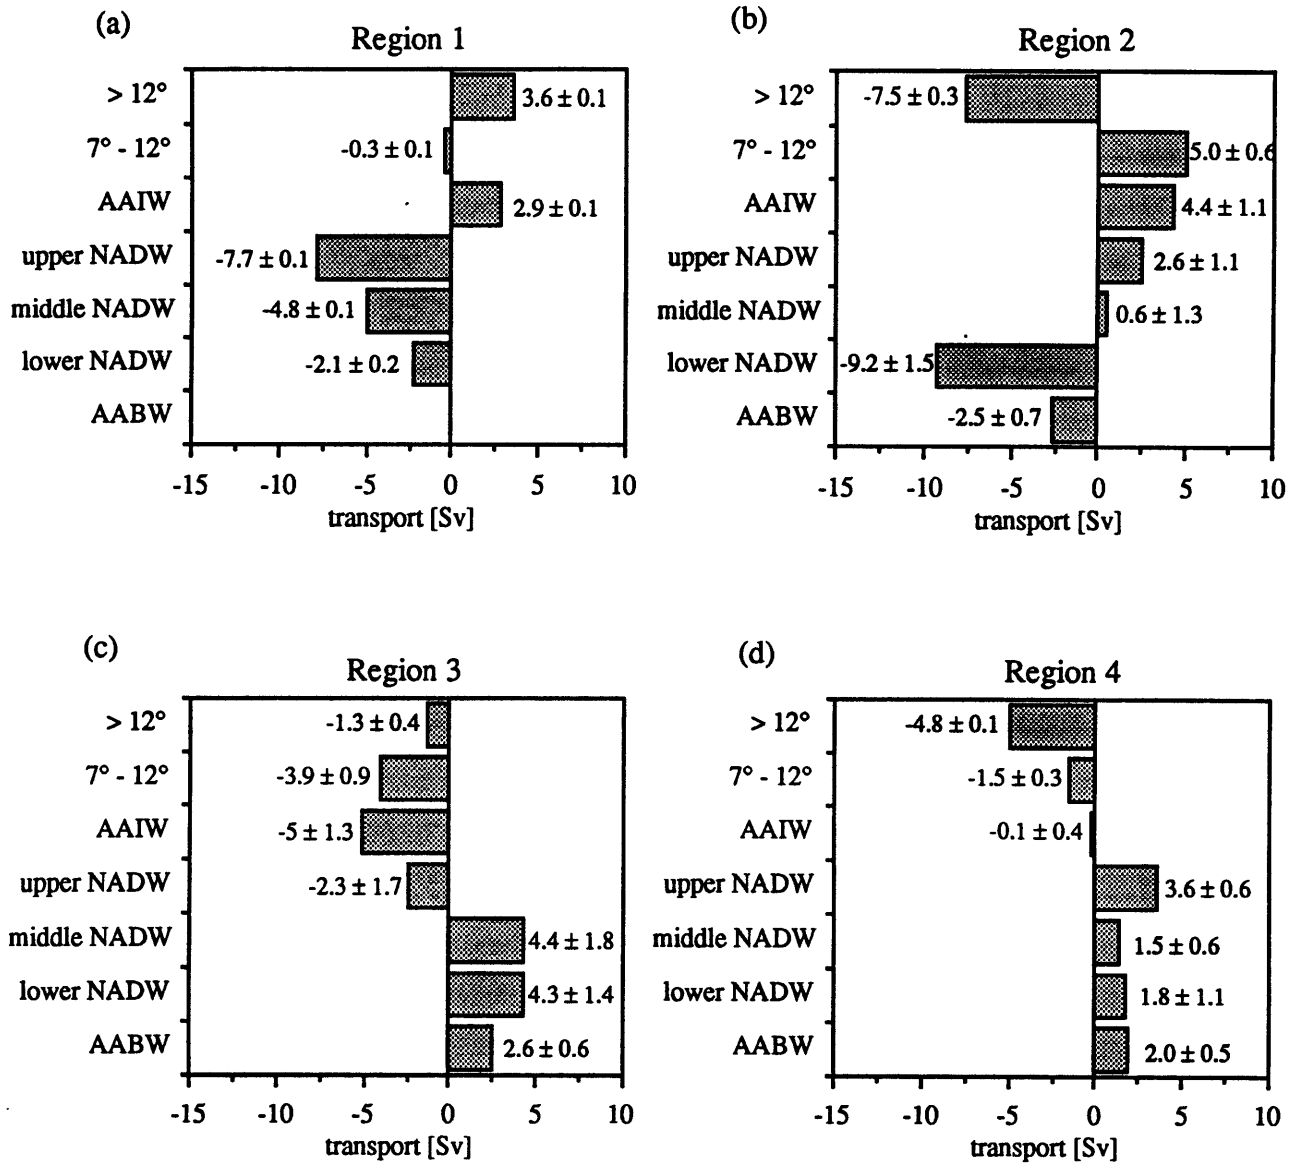 (a)
Region 1
> 12°
3.6 ± 0.1
7° - 12°
-0.3 ± 0.1
AAIW
2.9 ± 0.1
upper NADW
-7.7 ± 0.1
middle NADW
-4.8 ± 0.1
lower NADW
-2.1 ± 0.2
AABW
-15 -10 -5 0 5 10
transport [Sv]
(b)
Region 2
> 12°
-7.5 ± 0.3
7° - 12°
5.0 ± 0.6
AAIW
4.4 ± 1.1
upper NADW
2.6 ± 1.1
middle NADW
0.6 ± 1.3
lower NADW
-9.2 ± 1.5
AABW
-2.5 ± 0.7
-15 -10 -5 0 5 10
transport [Sv]
(c)
Region 3
> 12°
-1.3 ± 0.4
7° - 12°
-3.9 ± 0.9
AAIW
-5 ± 1.3
upper NADW
-2.3 ± 1.7
middle NADW
4.4 ± 1.8
lower NADW
4.3 ± 1.4
AABW
2.6 ± 0.6
-15 -10 -5 0 5 10
transport [Sv]
(d)
Region 4
> 12°
-4.8 ± 0.1
7° - 12°
-1.5 ± 0.3
AAIW
-0.1 ± 0.4
upper NADW
3.6 ± 0.6
middle NADW
1.5 ± 0.6
lower NADW
1.8 ± 1.1
AABW
2.0 ± 0.5
-15 -10 -5 0 5 10
transport [Sv]